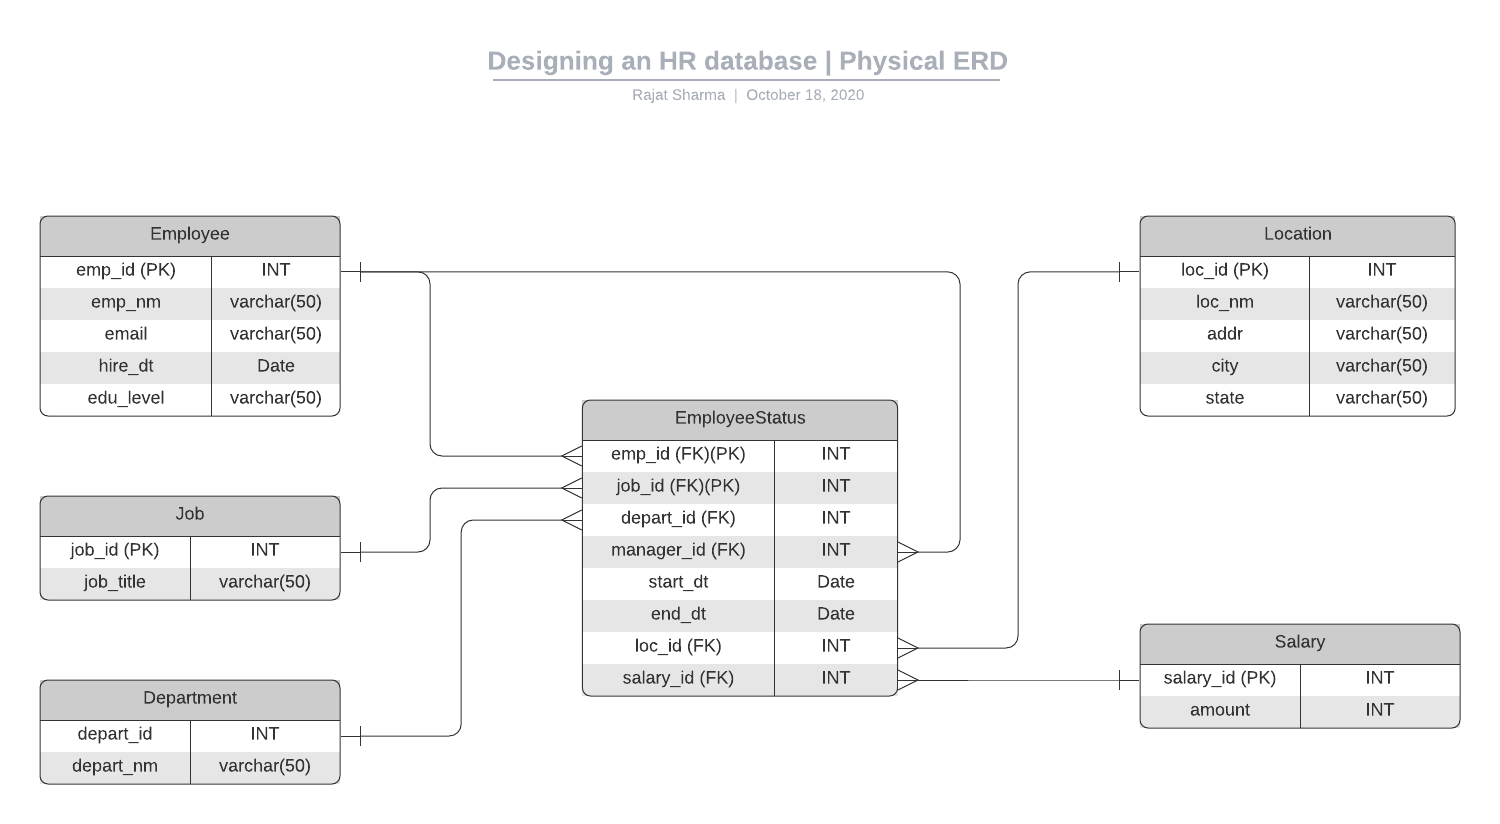 Designing an HR database | Physical ERD
Rajat Sharma | October 18, 2020
Employee
emp_id (PK) INT
emp_nm varchar(50)
email varchar(50)
hire_dt Date
edu_level varchar(50)
Job
job_id (PK) INT
job_title varchar(50)
Department
depart_id INT
depart_nm varchar(50)
EmployeeStatus
emp_id (FK)(PK) INT
job_id (FK)(PK) INT
depart_id (FK) INT
manager_id (FK) INT
start_dt Date
end_dt Date
loc_id (FK) INT
salary_id (FK) INT
Location
loc_id (PK) INT
loc_nm varchar(50)
addr varchar(50)
city varchar(50)
state varchar(50)
Salary
salary_id (PK) INT
amount INT